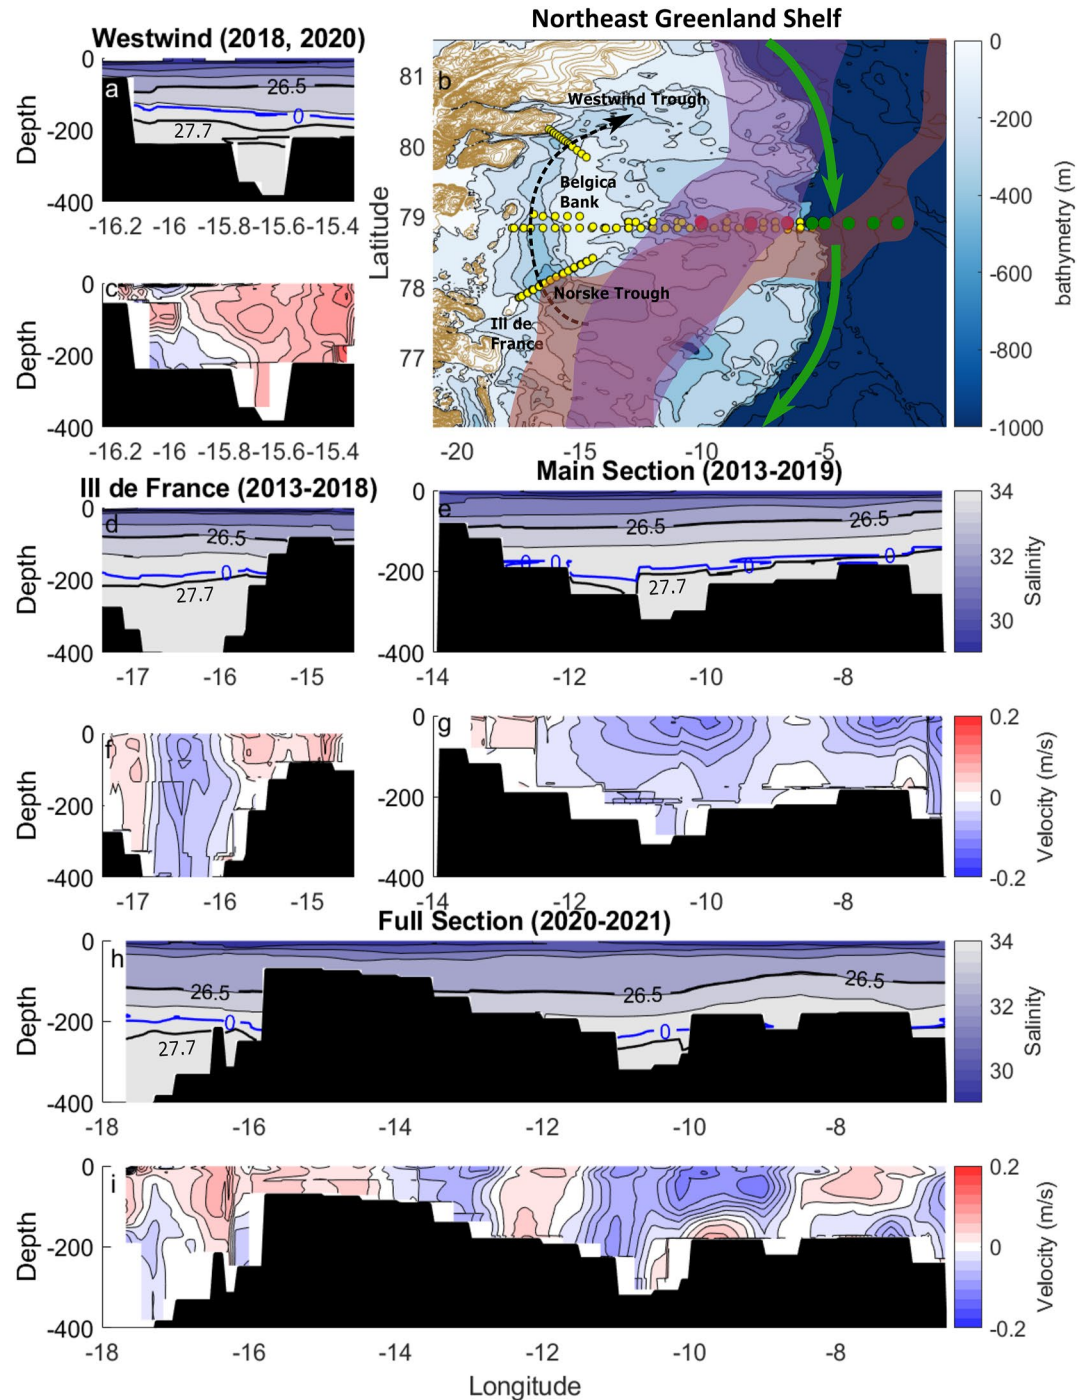 Northeast Greenland Shelf
Westwind (2018, 2020)
0
-200
-400
Depth
a
26.5
0
27.7
-16.2 -16 -15.8 -15.6 -15.4
c
0
-200
-400
Depth
-16.2 -16 -15.8 -15.6 -15.4
b
81
80
79
78
77
Latitude
Westwind Trough
Belgica
Bank
Norske Trough
Ill de
France
-20 -15 -10 -5
0
-200
-400
-600
-800
-1000
bathymetry (m)
Ill de France (2013-2018)
d
0
-200
-400
Depth
26.5
0
27.7
-17 -16 -15
Main Section (2013-2019)
e
0
-200
-400
26.5
26.5
0 0 0 0
27.7
-14 -12 -10 -8
34
32
30
Salinity
f
0
-200
-400
Depth
-17 -16 -15
g
0
-200
-400
-14 -12 -10 -8
0.2
0
-0.2
Velocity (m/s)
Full Section (2020-2021)
h
0
-200
-400
Depth
26.5
26.5
26.5
0
0
27.7
-18 -16 -14 -12 -10 -8
34
32
30
Salinity
i
0
-200
-400
Depth
-18 -16 -14 -12 -10 -8
Longitude
0.2
0
-0.2
Velocity (m/s)